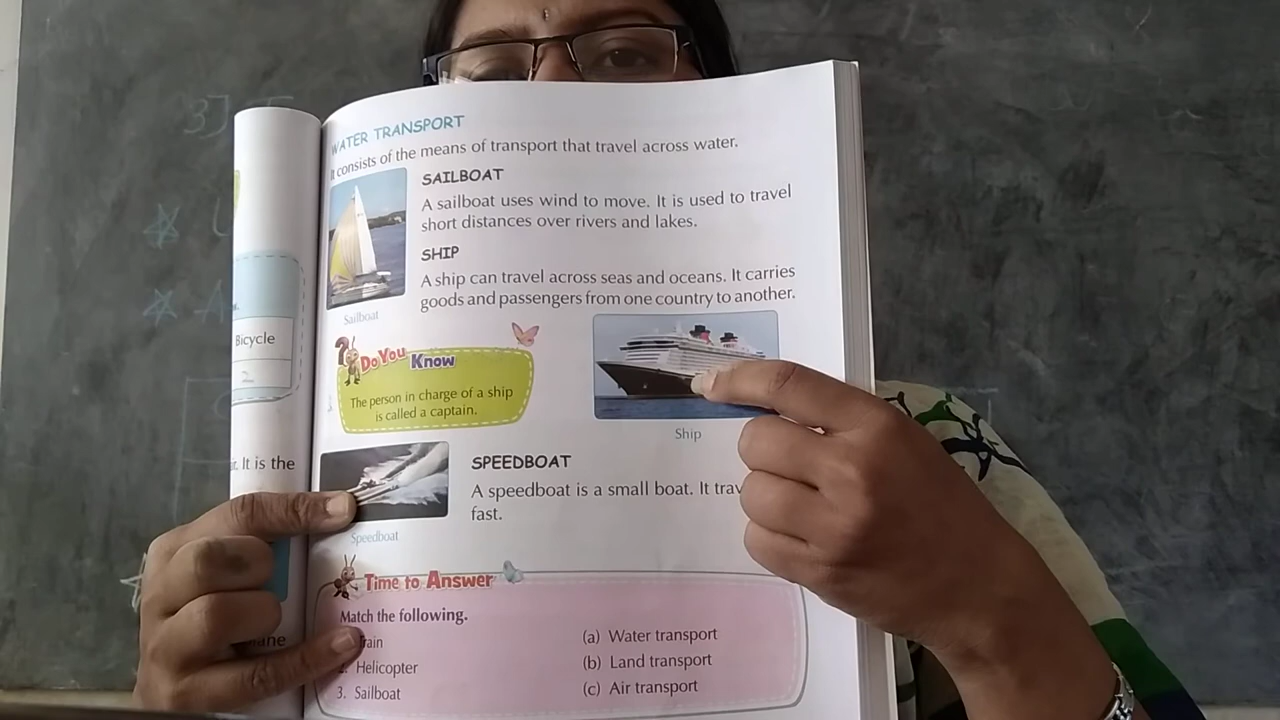 WATER TRANSPORT
It consists of the means of transport that travel across water.
SAILBOAT
A sailboat uses wind to move. It is used to travel
short distances over rivers and lakes.
SHIP
A ship can travel across seas and oceans. It carries
goods and passengers from one country to another.
Sailboat
Do You Know
The person in charge of a ship
is called a captain.
Ship
SPEEDBOAT
A speedboat is a small boat. It
fast.
Speedboat
Time to Answer
Match the following.
Train (a) Water transport
2. Helicopter (b) Land transport
3. Sailboat (c) Air transport
Bicycle
It is the